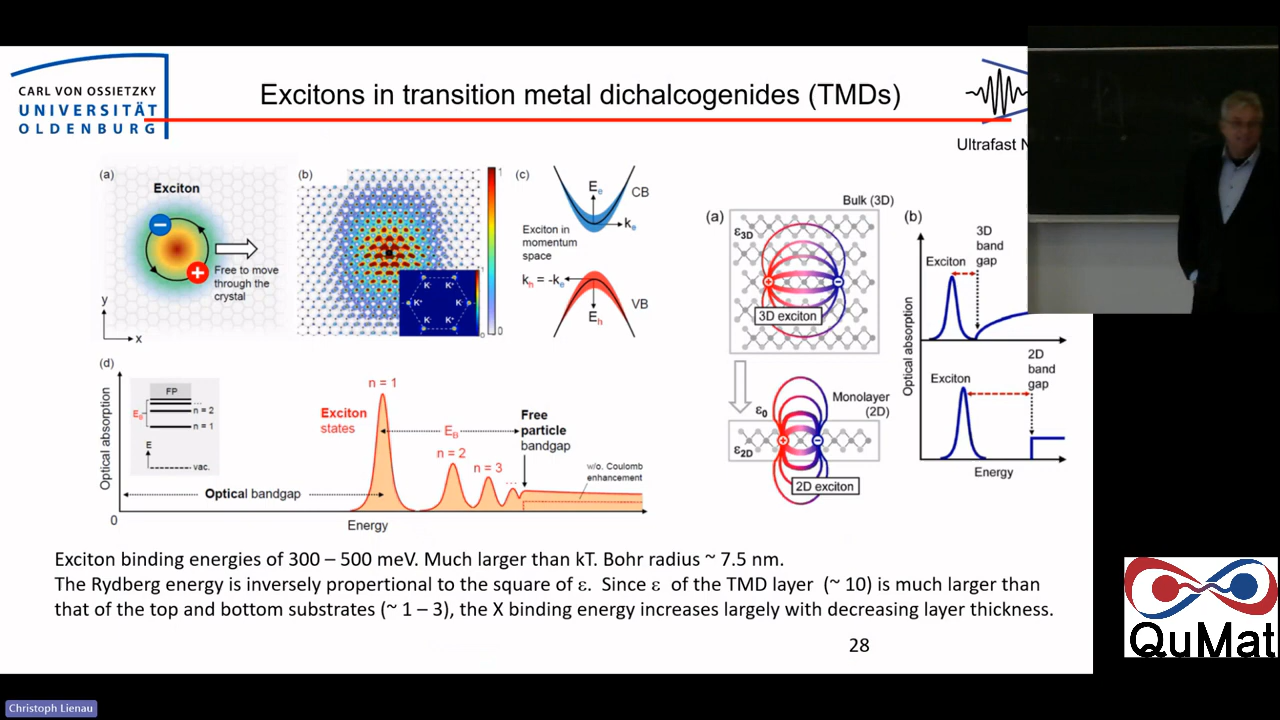 CARL VON OSSIETZKY
UNIVERSITÄT
OLDENBURG
Excitons in transition metal dichalcogenides (TMDs)
Ultrafast N
(a)
Exciton
Free to move
through the
crystal
y
x
(b)
K
K
K
K
K
K
1
0
(c)
Exciton in
momentum
space
CB
VB
Ee
ke
kh = -ke
Eh
(d)
Optical absorption
FP
EB
...
n = 2
n = 1
E
vac.
n = 1
Exciton
states
EB
n = 2
n = 3
...
Free
particle
bandgap
w/o. Coulomb
enhancement
Optical bandgap
0
Energy
(a)
Bulk (3D)
ε3D
3D exciton
Monolayer
(2D)
ε0
ε2D
2D exciton
(b)
Optical absorption
3D
band
gap
Exciton
2D
band
gap
Exciton
Energy
Exciton binding energies of 300 – 500 meV. Much larger than kT. Bohr radius ~ 7.5 nm.
The Rydberg energy is inversely propertional to the square of ε. Since ε of the TMD layer (~ 10) is much larger than
that of the top and bottom substrates (~ 1 – 3), the X binding energy increases largely with decreasing layer thickness.
28
QuMat
Christoph Lienau